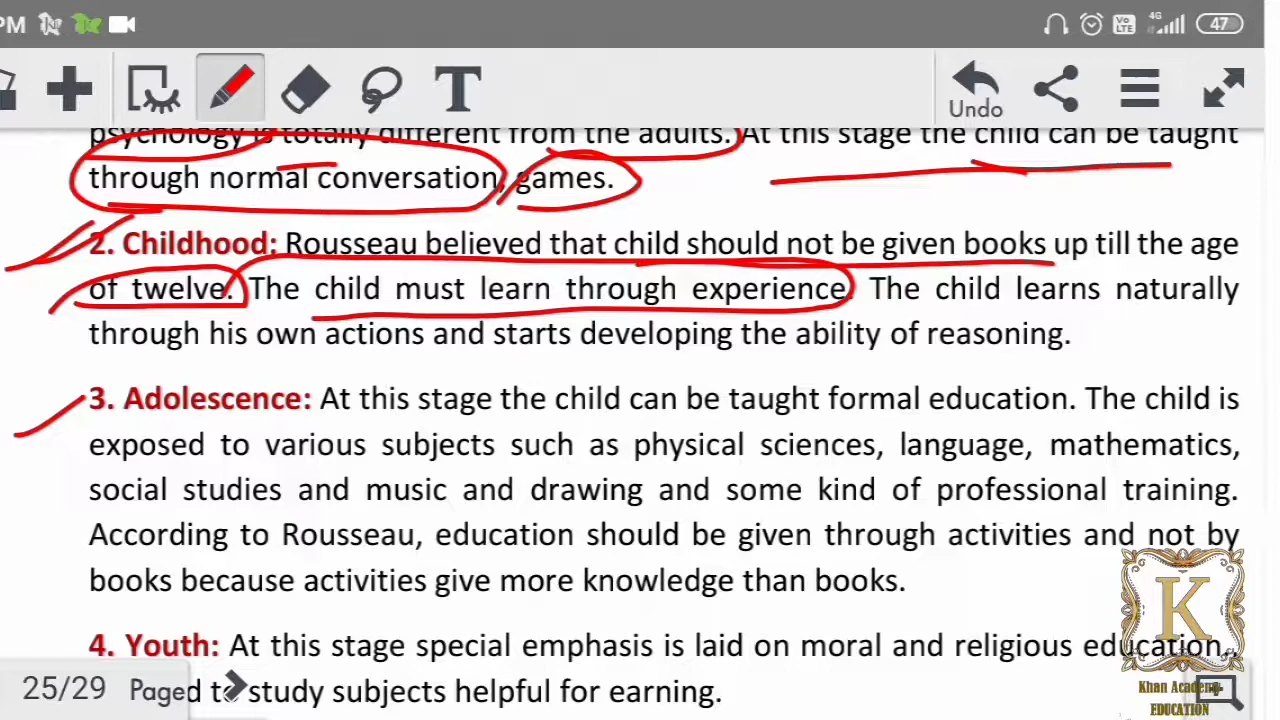 PM
Vo LTE
4G
47
T
Undo
psychology is totally different from the adults. At this stage the child can be taught
through normal conversation, games.
2. Childhood: Rousseau believed that child should not be given books up till the age
of twelve. The child must learn through experience. The child learns naturally
through his own actions and starts developing the ability of reasoning.
3. Adolescence: At this stage the child can be taught formal education. The child is
exposed to various subjects such as physical sciences, language, mathematics,
social studies and music and drawing and some kind of professional training.
According to Rousseau, education should be given through activities and not by
books because activities give more knowledge than books.
4. Youth: At this stage special emphasis is laid on moral and religious education.,
25/29 Page
d to study subjects helpful for earning.
K
Khan Academy
EDUCATION